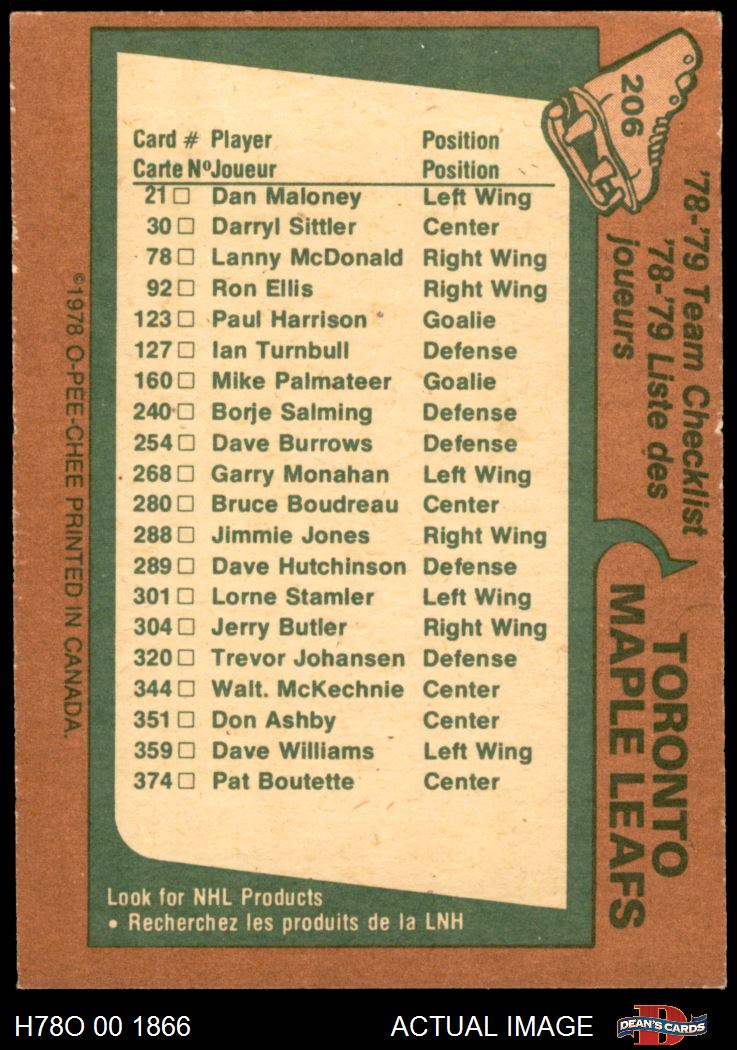 206
'78-'79 Team Checklist
'78-'79 Liste des
joueurs
TORONTO
MAPLE LEAFS
Card # Player Position
Carte Nº Joueur Position
21 □ Dan Maloney Left Wing
30 □ Darryl Sittler Center
78 □ Lanny McDonald Right Wing
92 □ Ron Ellis Right Wing
123 □ Paul Harrison Goalie
127 □ Ian Turnbull Defense
160 □ Mike Palmateer Goalie
240 □ Borje Salming Defense
254 □ Dave Burrows Defense
268 □ Garry Monahan Left Wing
280 □ Bruce Boudreau Center
288 □ Jimmie Jones Right Wing
289 □ Dave Hutchinson Defense
301 □ Lorne Stamler Left Wing
304 □ Jerry Butler Right Wing
320 □ Trevor Johansen Defense
344 □ Walt. McKechnie Center
351 □ Don Ashby Center
359 □ Dave Williams Left Wing
374 □ Pat Boutette Center
Look for NHL Products
• Recherchez les produits de la LNH
©1978 O-PEE-CHEE PRINTED IN CANADA.
H78O 00 1866
ACTUAL IMAGE
D
DEAN'S CARDS